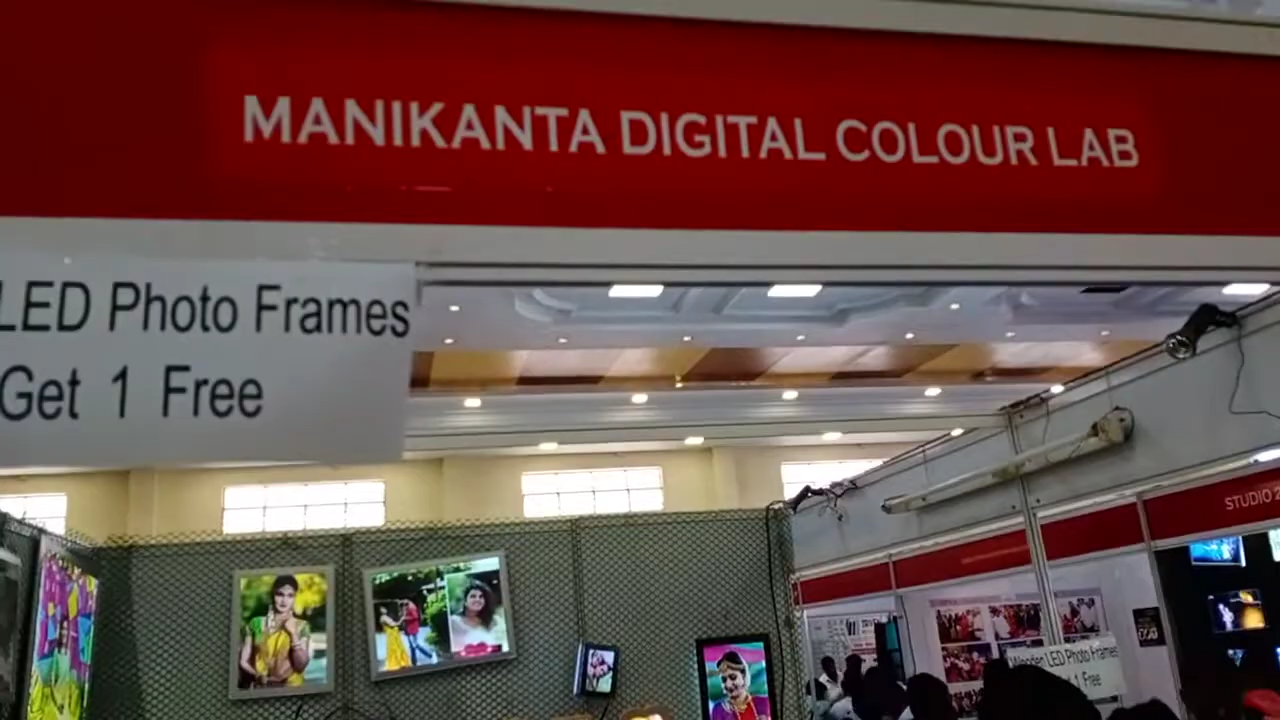 MANIKANTA DIGITAL COLOUR LAB
LED Photo Frames
Get 1 Free
STUDIO
Wooden LED Photo Frames
1 Free